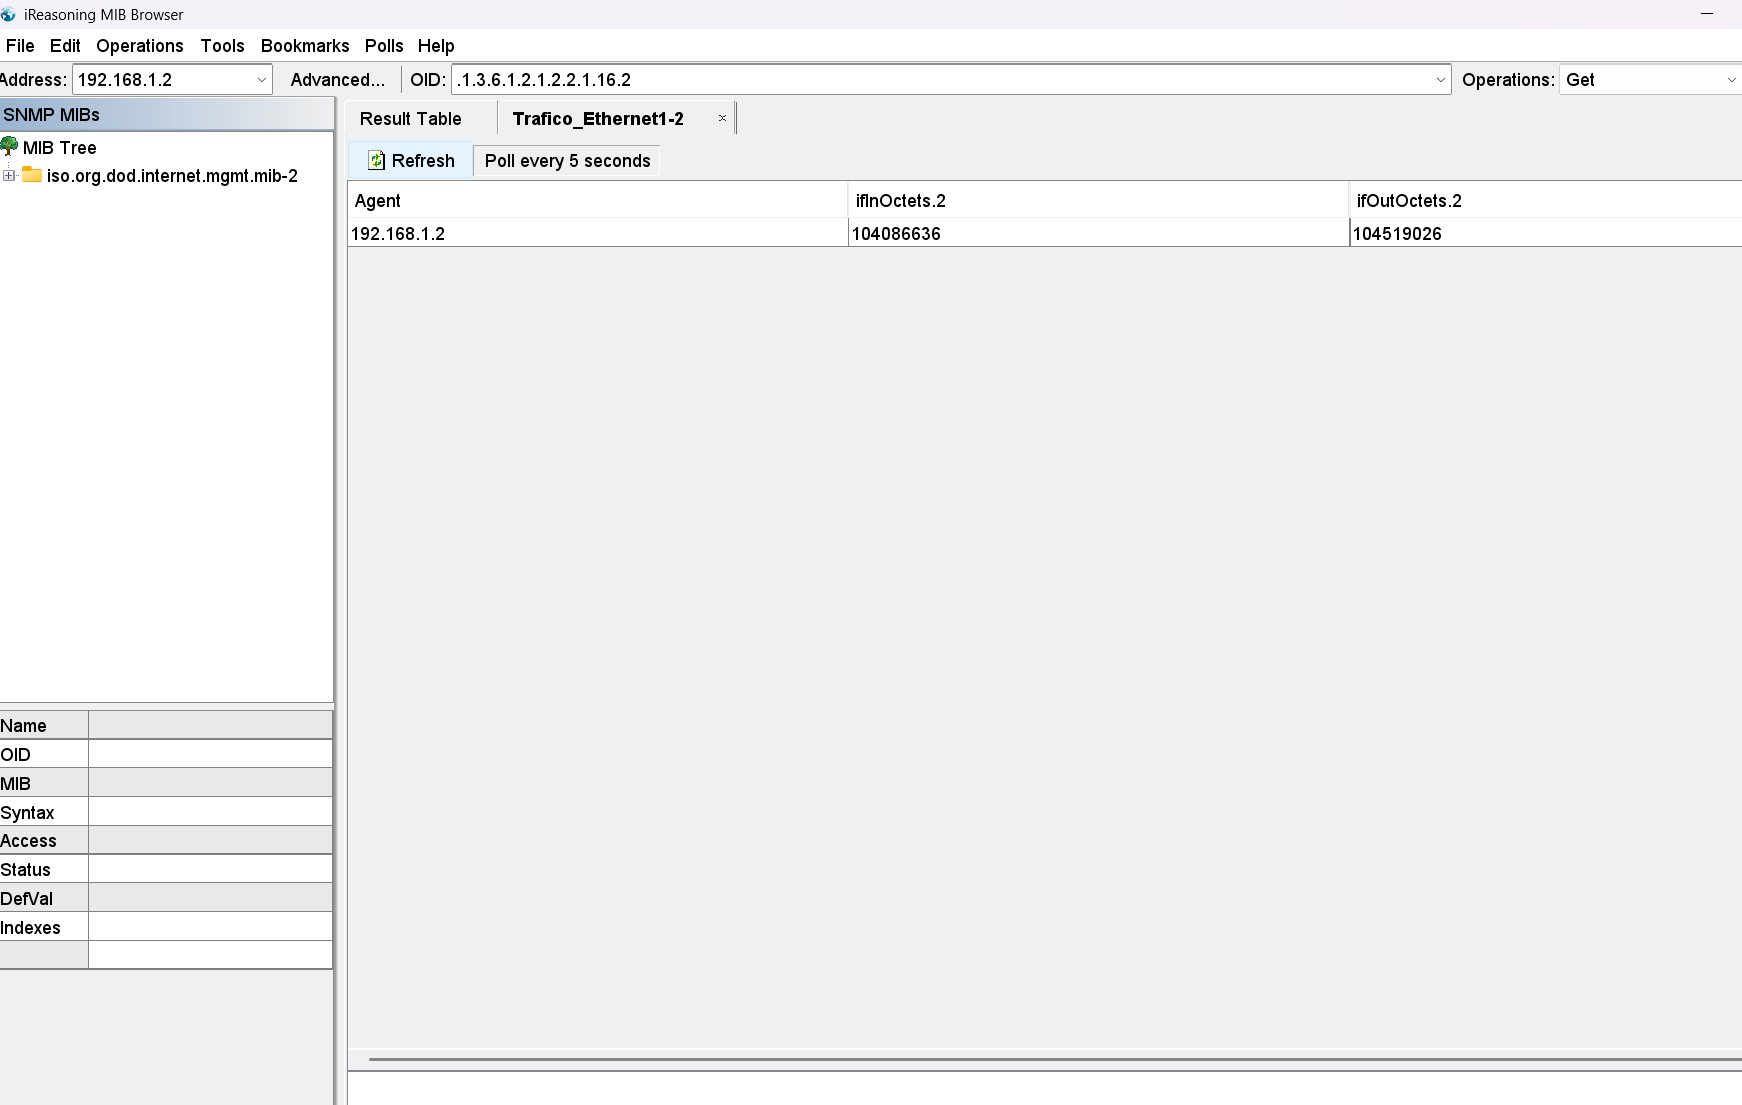 iReasoning MIB Browser
File Edit Operations Tools Bookmarks Polls Help
Address: 192.168.1.2 Advanced... OID: .1.3.6.1.2.1.2.2.1.16.2 Operations: Get
SNMP MIBs
MIB Tree
iso.org.dod.internet.mgmt.mib-2
Name
OID
MIB
Syntax
Access
Status
DefVal
Indexes
Result Table Trafico_Ethernet1-2
Refresh Poll every 5 seconds
Agent ifInOctets.2 ifOutOctets.2
192.168.1.2 104086636 104519026